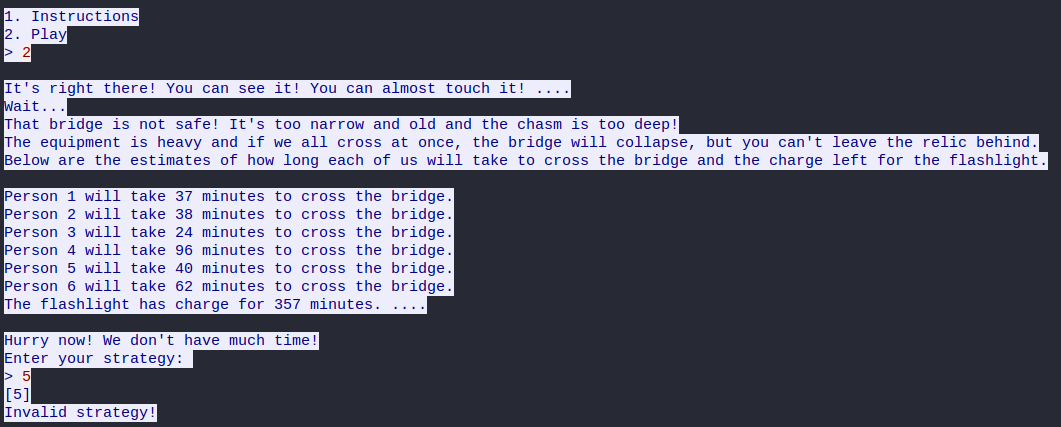 1. Instructions
2. Play
> 2
It's right there! You can see it! You can almost touch it! ....
Wait...
That bridge is not safe! It's too narrow and old and the chasm is too deep!
The equipment is heavy and if we all cross at once, the bridge will collapse, but you can't leave the relic behind.
Below are the estimates of how long each of us will take to cross the bridge and the charge left for the flashlight.
Person 1 will take 37 minutes to cross the bridge.
Person 2 will take 38 minutes to cross the bridge.
Person 3 will take 24 minutes to cross the bridge.
Person 4 will take 96 minutes to cross the bridge.
Person 5 will take 40 minutes to cross the bridge.
Person 6 will take 62 minutes to cross the bridge.
The flashlight has charge for 357 minutes. ....
Hurry now! We don't have much time!
Enter your strategy:
> 5
[5]
Invalid strategy!